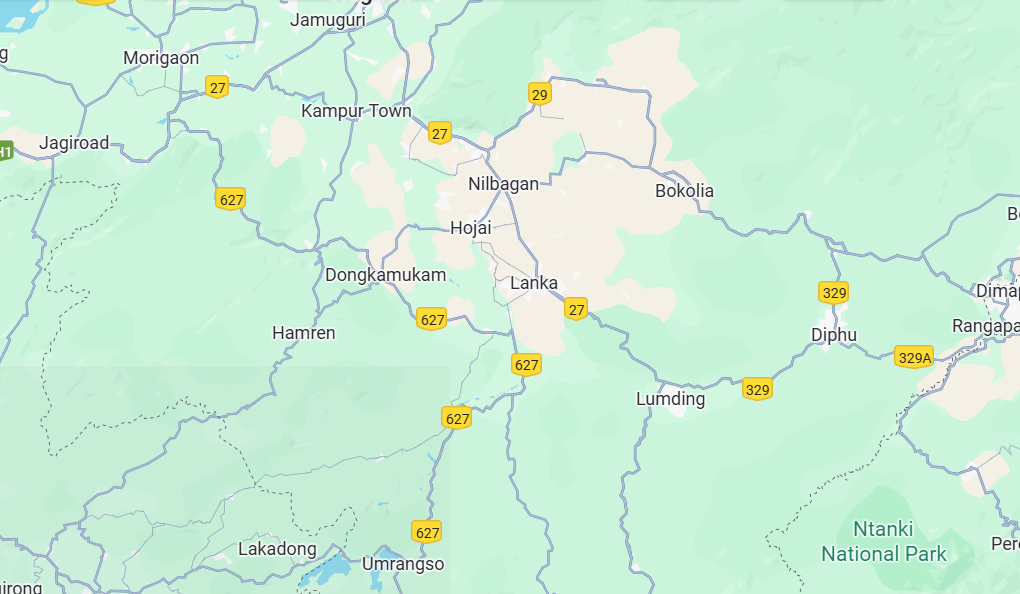 Jamuguri
Morigaon
27
29
Kampur Town
27
Jagiroad
Nilbagan
Bokolia
627
Hojai
Dongkamukam
Lanka
329
27
627
Hamren
Diphu
Rangapa
329A
627
329
Lumding
627
627
Lakadong
Umrangso
Ntanki
National Park